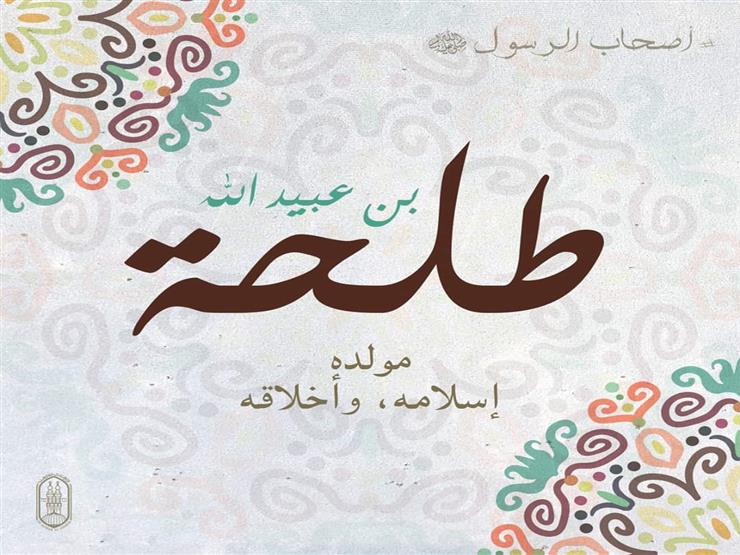 # أصحاب الرسول ﷺ
طلحة
بن عبيد الله
مولده
إسلامه، وأخلاقه